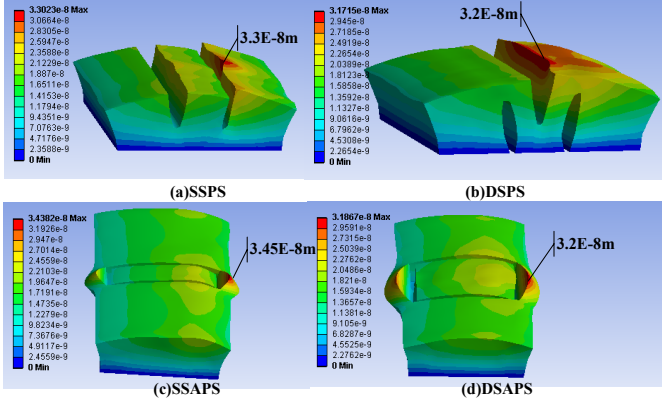 3.3023e-8 Max
3.0664e-8
2.8305e-8
2.5947e-8
2.3588e-8
2.1229e-8
1.887e-8
1.6511e-8
1.4153e-8
1.1794e-8
9.4351e-9
7.0763e-9
4.7176e-9
2.3588e-9
0 Min
3.3E-8m
(a)SSPS
3.1715e-8 Max
2.945e-8
2.7185e-8
2.4919e-8
2.2654e-8
2.0389e-8
1.8123e-8
1.5858e-8
1.3592e-8
1.1327e-8
9.0616e-9
6.7962e-9
4.5308e-9
2.2654e-9
0 Min
3.2E-8m
(b)DSPS
3.4382e-8 Max
3.1926e-8
2.947e-8
2.7014e-8
2.4559e-8
2.2103e-8
1.9647e-8
1.7191e-8
1.4735e-8
1.2279e-8
9.8234e-9
7.3676e-9
4.9117e-9
2.4559e-9
0 Min
3.45E-8m
(c)SSAPS
3.1867e-8 Max
2.9591e-8
2.7315e-8
2.5039e-8
2.2762e-8
2.0486e-8
1.821e-8
1.5934e-8
1.3657e-8
1.1381e-8
9.105e-9
6.8287e-9
4.5525e-9
2.2762e-9
0 Min
3.2E-8m
(d)DSAPS